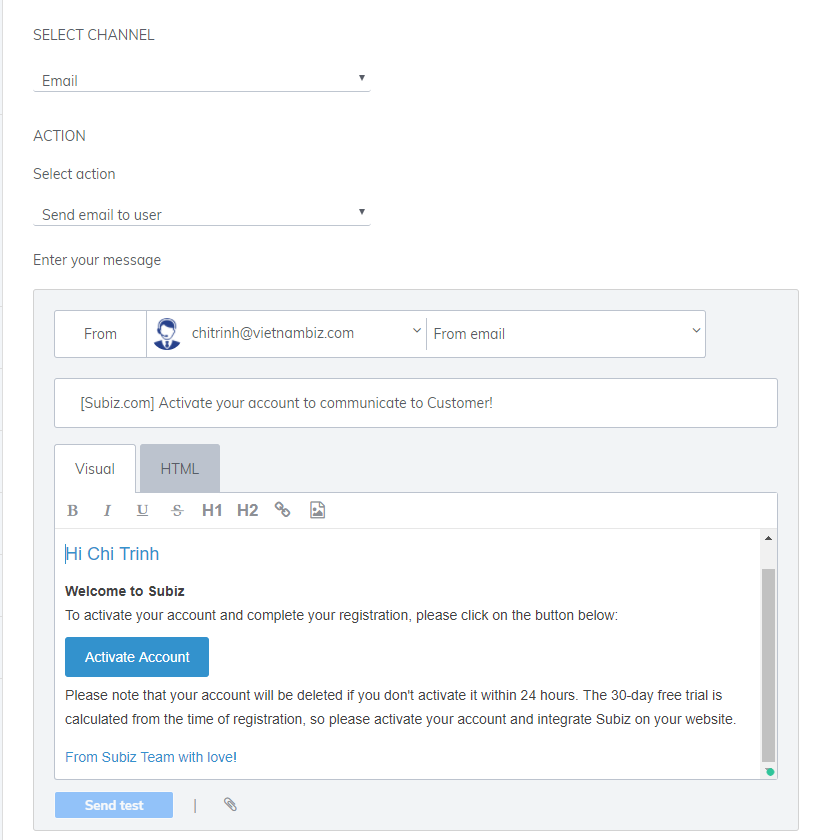 SELECT CHANNEL
Email
ACTION
Select action
Send email to user
Enter your message
From chitrinh@vietnambiz.com From email
[Subiz.com] Activate your account to communicate to Customer!
Visual HTML
B I U S H1 H2
Hi Chi Trinh
Welcome to Subiz
To activate your account and complete your registration, please click on the button below:
Activate Account
Please note that your account will be deleted if you don't activate it within 24 hours. The 30-day free trial is
calculated from the time of registration, so please activate your account and integrate Subiz on your website.
From Subiz Team with love!
Send test |